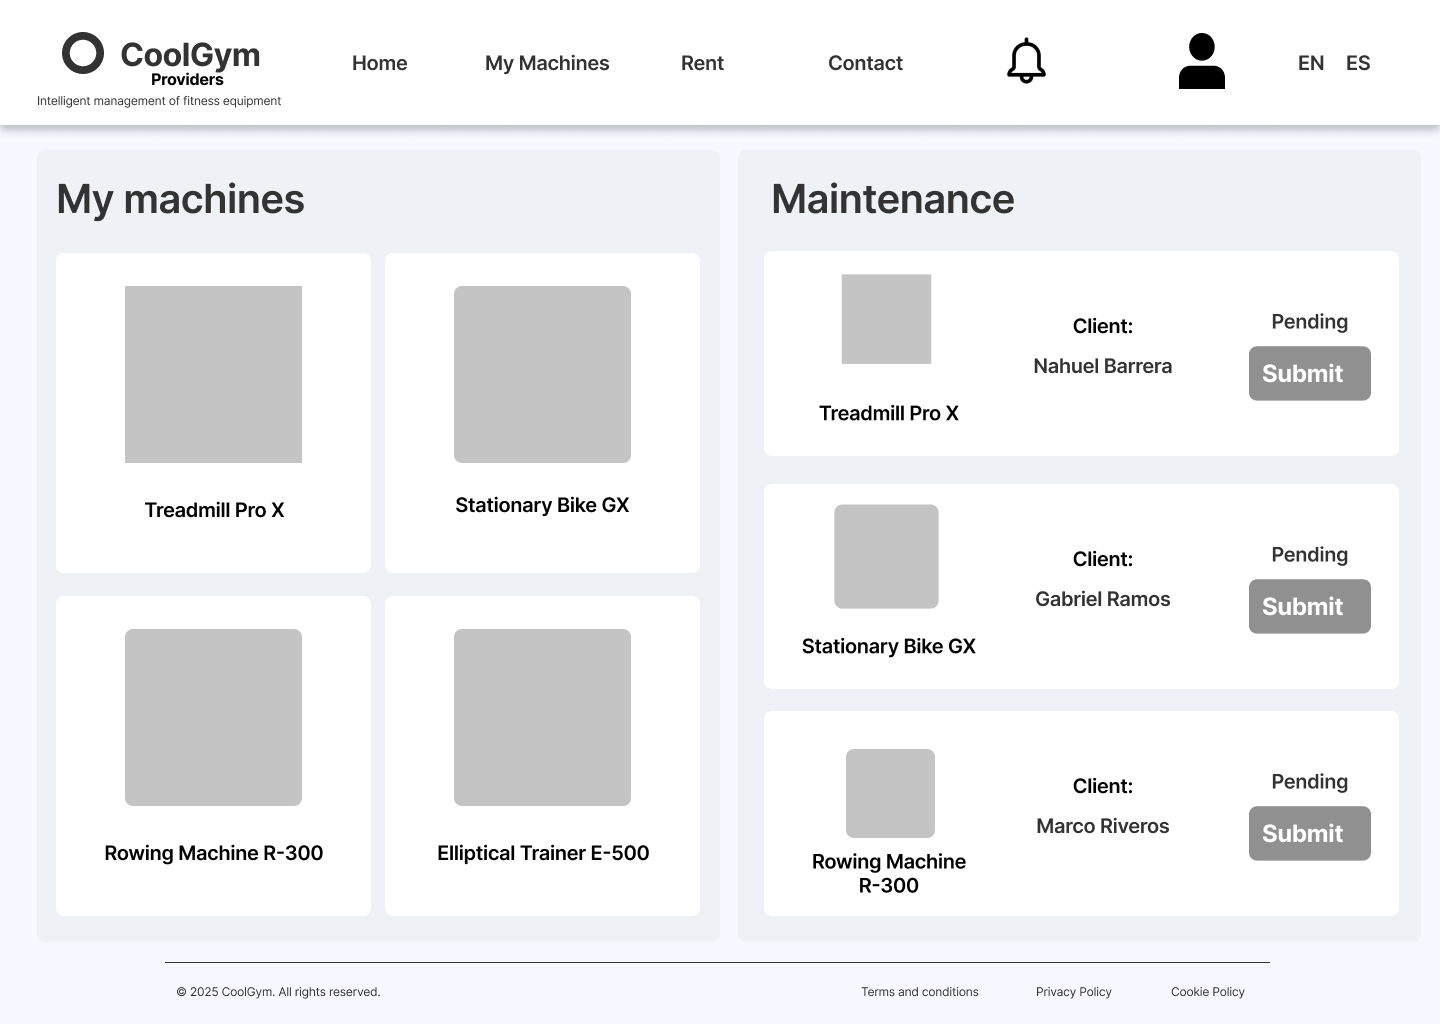 CoolGym
Providers
Intelligent management of fitness equipment
Home
My Machines
Rent
Contact
EN
ES
My machines
Treadmill Pro X
Stationary Bike GX
Rowing Machine R-300
Elliptical Trainer E-500
Maintenance
Treadmill Pro X
Client:
Nahuel Barrera
Pending
Submit
Stationary Bike GX
Client:
Gabriel Ramos
Pending
Submit
Rowing Machine
R-300
Client:
Marco Riveros
Pending
Submit
© 2025 CoolGym. All rights reserved.
Terms and conditions
Privacy Policy
Cookie Policy